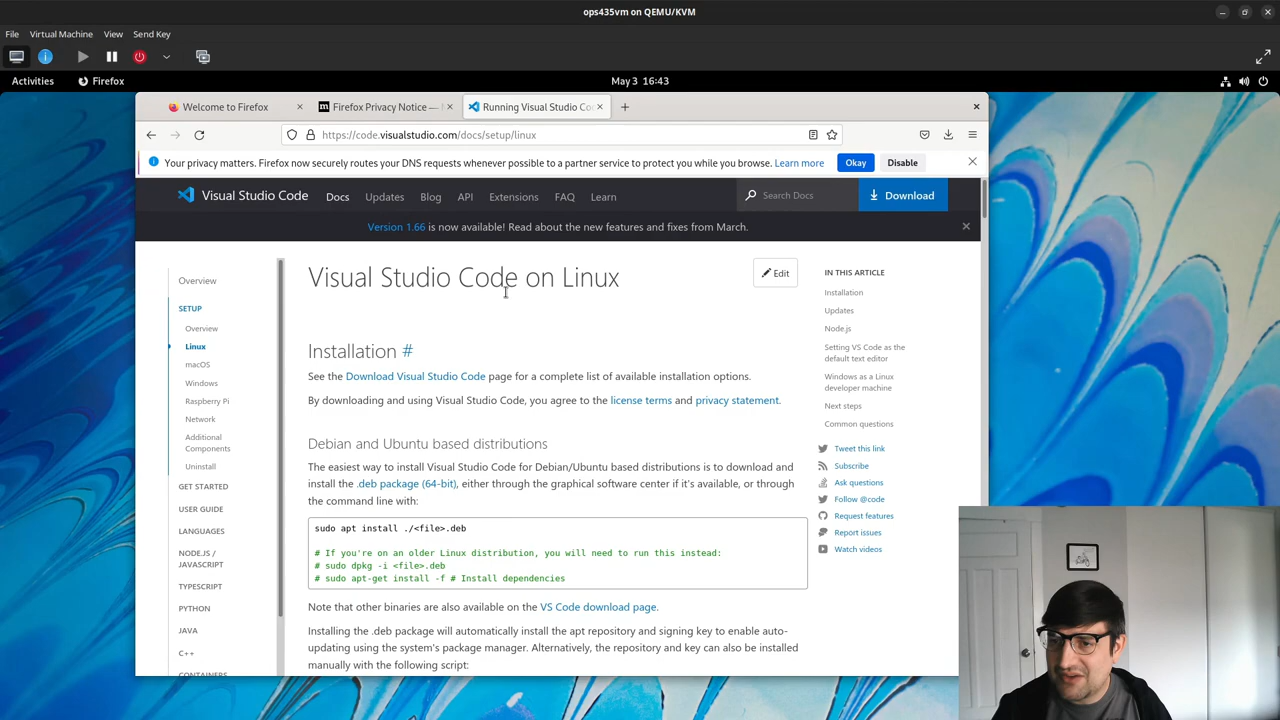 ops435vm on QEMU/KVM
File Virtual Machine View Send Key
Activities Firefox May 3 16:43
Welcome to Firefox Firefox Privacy Notice — Running Visual Studio Co
https://code.visualstudio.com/docs/setup/linux
Your privacy matters. Firefox now securely routes your DNS requests whenever possible to a partner service to protect you while you browse. Learn more Okay Disable
Visual Studio Code Docs Updates Blog API Extensions FAQ Learn Search Docs Download
Version 1.66 is now available! Read about the new features and fixes from March.
Overview
SETUP
Overview
Linux
macOS
Windows
Raspberry Pi
Network
Additional
Components
Uninstall
GET STARTED
USER GUIDE
LANGUAGES
NODE.JS /
JAVASCRIPT
TYPESCRIPT
PYTHON
JAVA
C++
CONTAINERS
Visual Studio Code on Linux
Edit
Installation #
See the Download Visual Studio Code page for a complete list of available installation options.
By downloading and using Visual Studio Code, you agree to the license terms and privacy statement.
Debian and Ubuntu based distributions
The easiest way to install Visual Studio Code for Debian/Ubuntu based distributions is to download and
install the .deb package (64-bit), either through the graphical software center if it's available, or through
the command line with:
sudo apt install ./<file>.deb
# If you're on an older Linux distribution, you will need to run this instead:
# sudo dpkg -i <file>.deb
# sudo apt-get install -f # Install dependencies
Note that other binaries are also available on the VS Code download page.
Installing the .deb package will automatically install the apt repository and signing key to enable auto-
updating using the system's package manager. Alternatively, the repository and key can also be installed
manually with the following script:
IN THIS ARTICLE
Installation
Updates
Node.js
Setting VS Code as the
default text editor
Windows as a Linux
developer machine
Next steps
Common questions
Tweet this link
Subscribe
Ask questions
Follow @code
Request features
Report issues
Watch videos